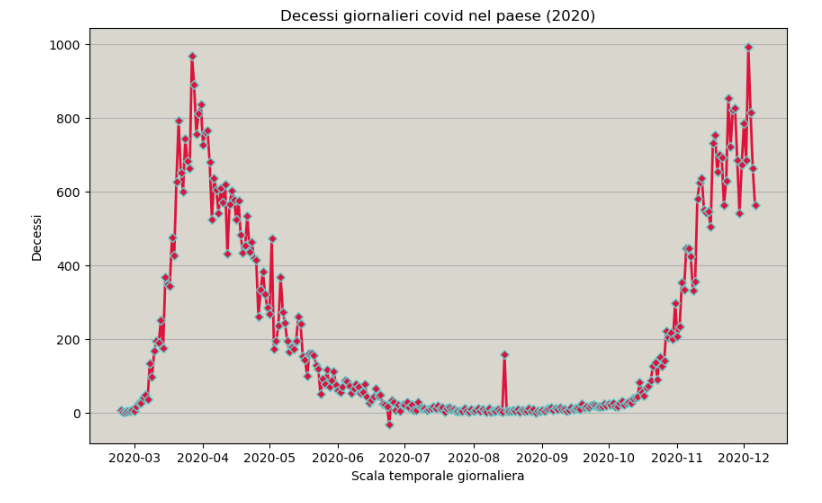 Decessi giornalieri covid nel paese (2020)
1000
800
600
400
200
0
Decessi
2020-03 2020-04 2020-05 2020-06 2020-07 2020-08 2020-09 2020-10 2020-11 2020-12
Scala temporale giornaliera